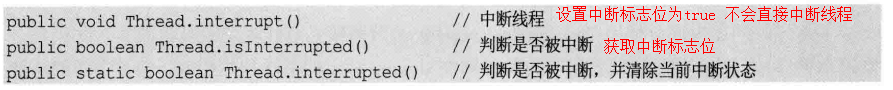 public void Thread.interrupt() // 中断线程 设置中断标志位为true 不会直接中断线程
public boolean Thread.isInterrupted() // 判断是否被中断 获取中断标志位
public static boolean Thread.interrupted() // 判断是否被中断，并清除当前中断状态